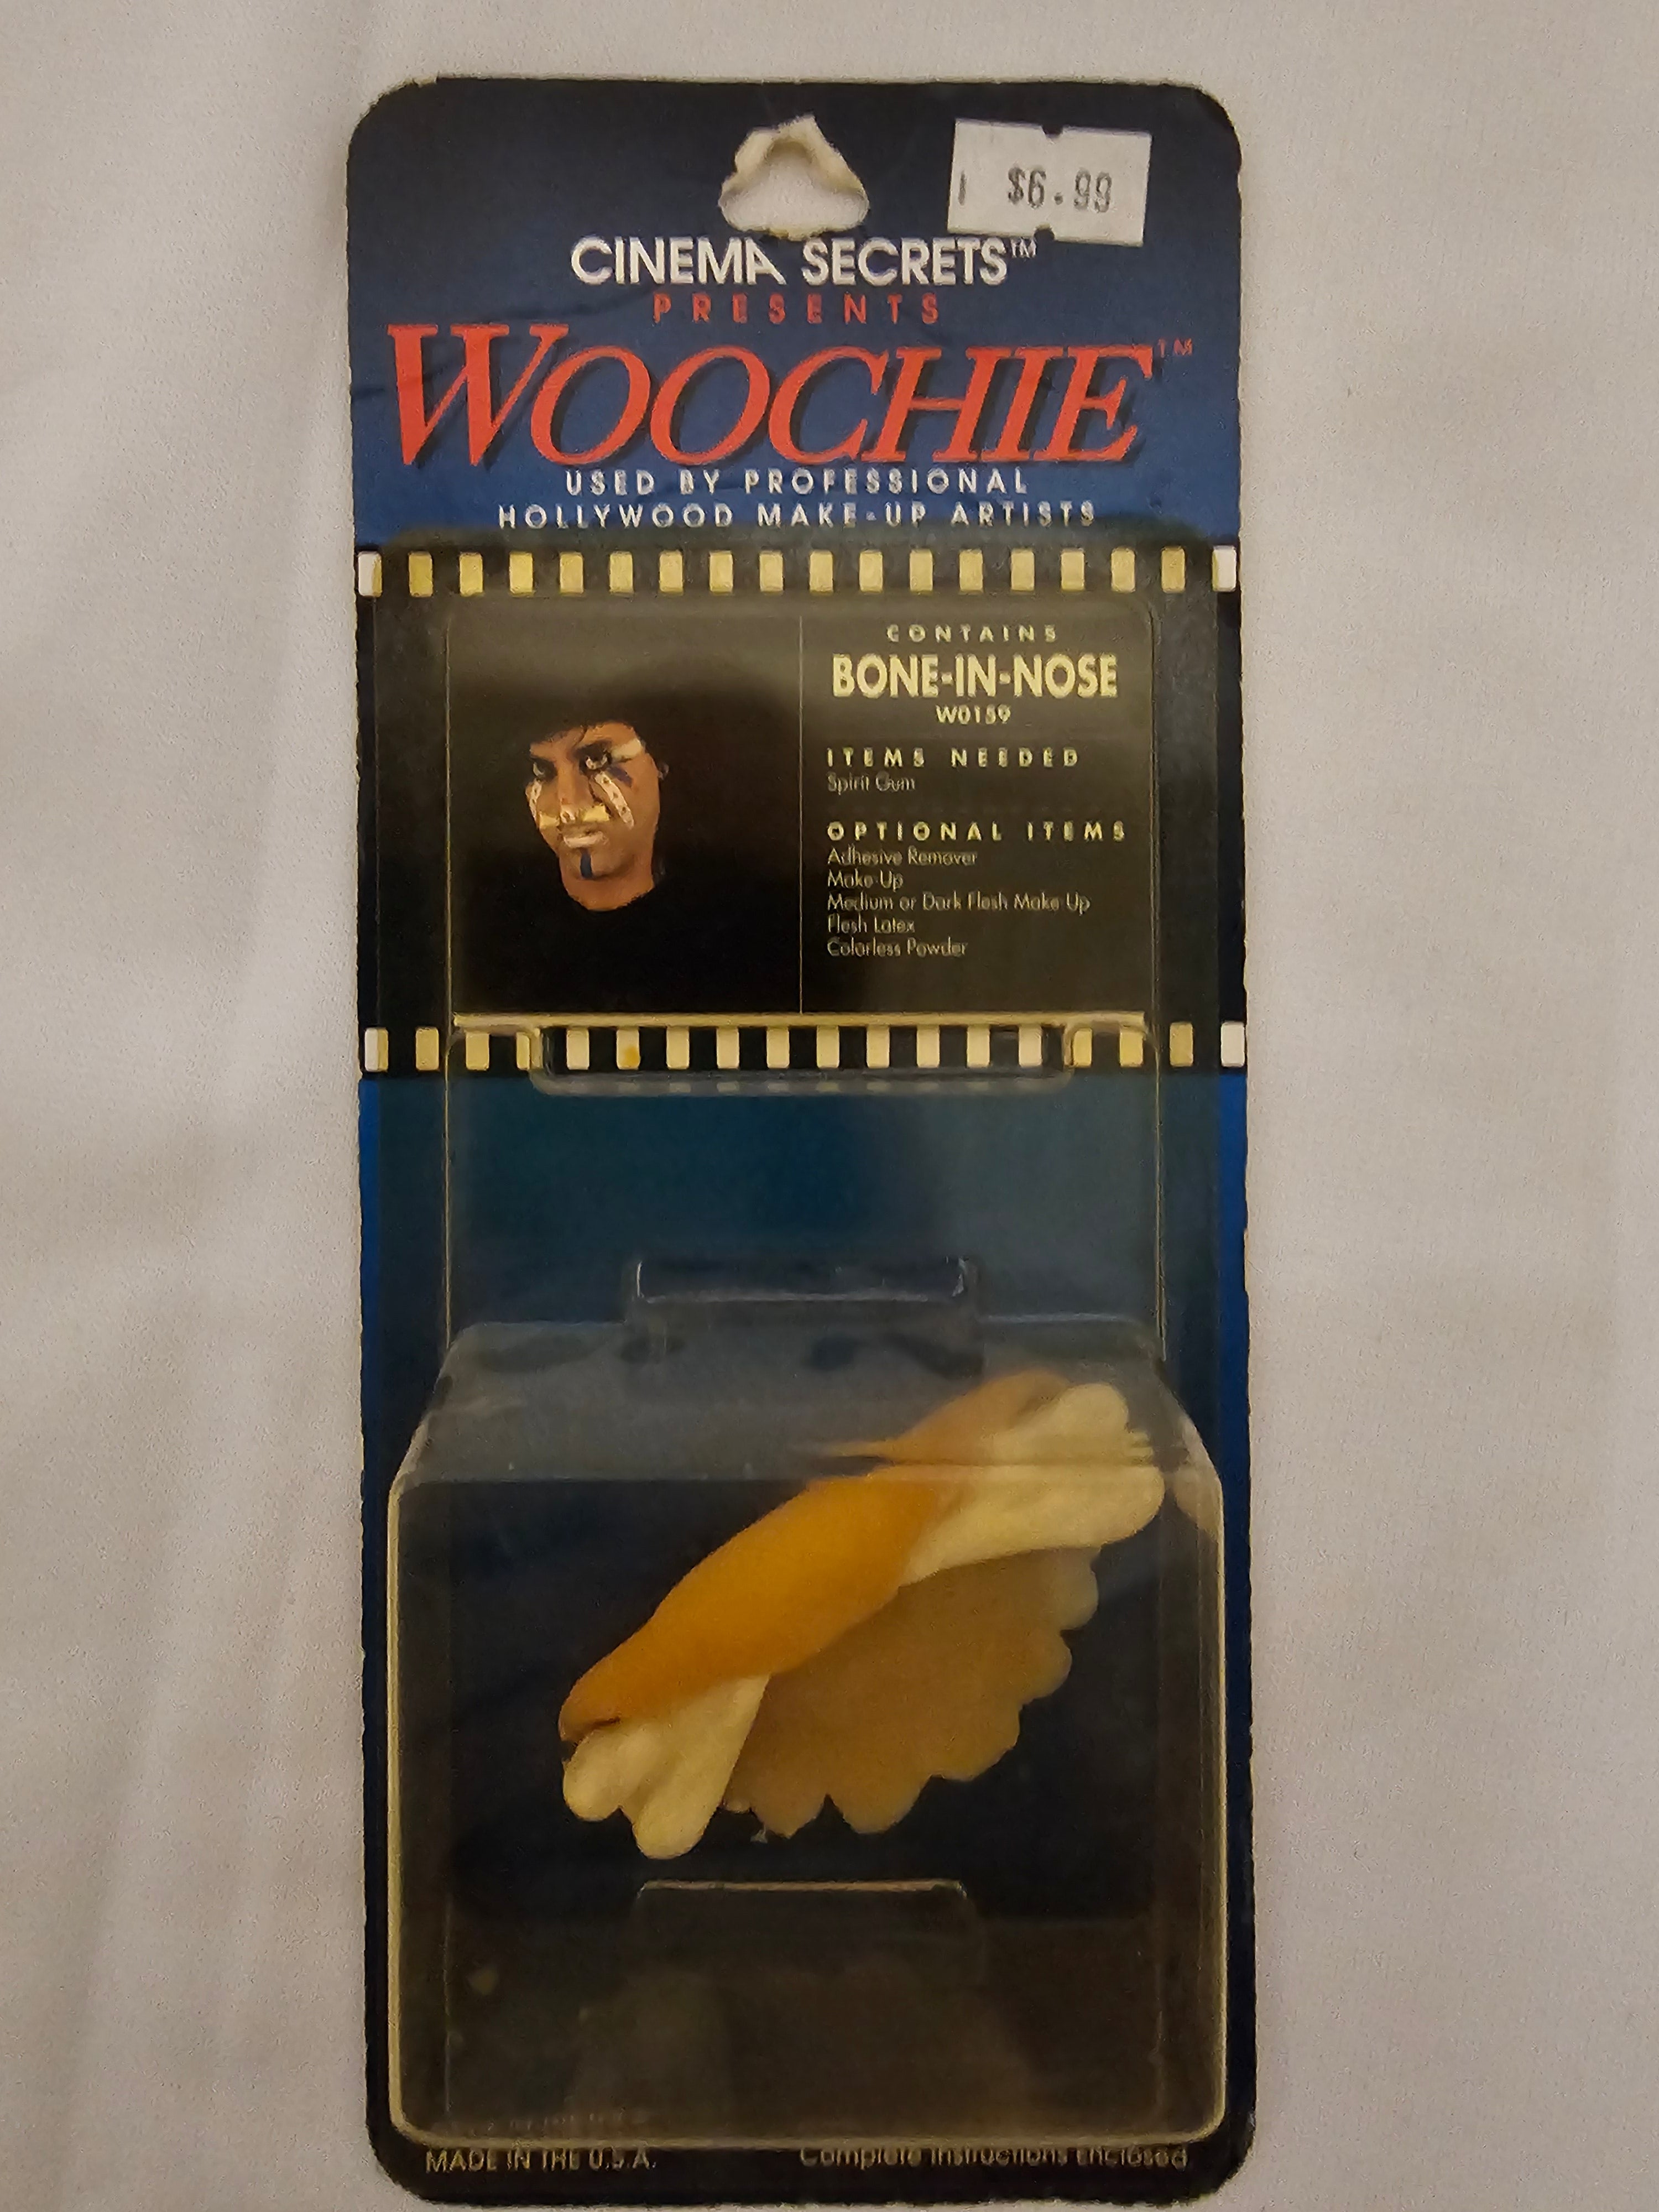 $6.99
CINEMA SECRETS™
PRESENTS
WOOCHIE™
USED BY PROFESSIONAL
HOLLYWOOD MAKE-UP ARTISTS
CONTAINS
BONE-IN-NOSE
W0159
ITEMS NEEDED
Spirit Gum
OPTIONAL ITEMS
Adhesive Remover
Make-Up
Medium or Dark Flesh Make-Up
Flesh Latex
Colorless Powder
MADE IN THE U.S.A.
Complete instructions enclosed